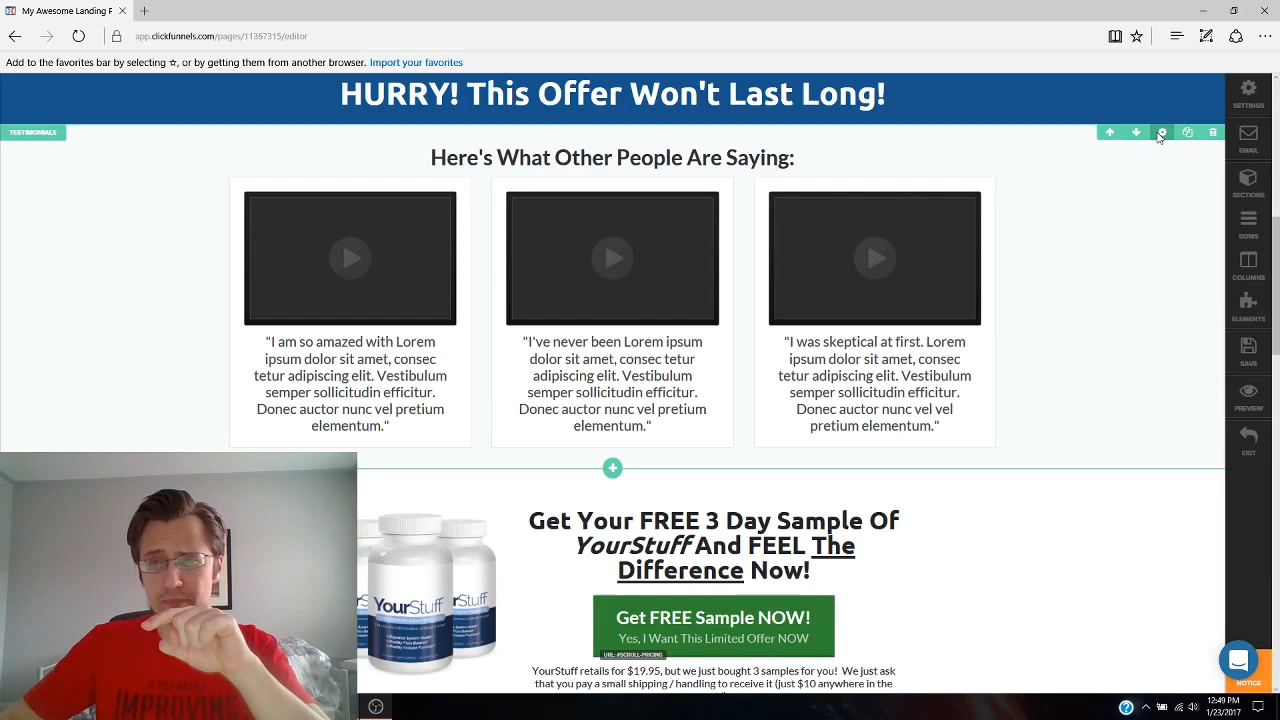 My Awesome Landing F
app.clickfunnels.com/pages/11367315/editor
Add to the favorites bar by selecting ☆, or by getting them from another browser. Import your favorites
HURRY! This Offer Won't Last Long!
TESTIMONIALS
Here's What Other People Are Saying:
"I am so amazed with Lorem
ipsum dolor sit amet, consec
tetur adipiscing elit. Vestibulum
semper sollicitudin efficitur.
Donec auctor nunc vel pretium
elementum."
"I've never been Lorem ipsum
dolor sit amet, consec tetur
adipiscing elit. Vestibulum
semper sollicitudin efficitur.
Donec auctor nunc vel pretium
elementum."
"I was skeptical at first. Lorem
ipsum dolor sit amet, consec
tetur adipiscing elit. Vestibulum
semper sollicitudin efficitur.
Donec auctor nunc vel vel
pretium elementum."
SETTINGS
EMAIL
SECTIONS
ROWS
COLUMNS
ELEMENTS
SAVE
PREVIEW
EXIT
Get Your FREE 3 Day Sample Of
YourStuff And FEEL The
Difference Now!
Get FREE Sample NOW!
Yes, I Want This Limited Offer NOW
URL: #SCROLL-PRICING
YourStuff retails for $19.95, but we just bought 3 samples for you! We just ask
that you pay a small shipping / handling to receive it (just $10 anywhere in the
YourStuff
rStuff
NOTICE
12:49 PM
1/23/2017